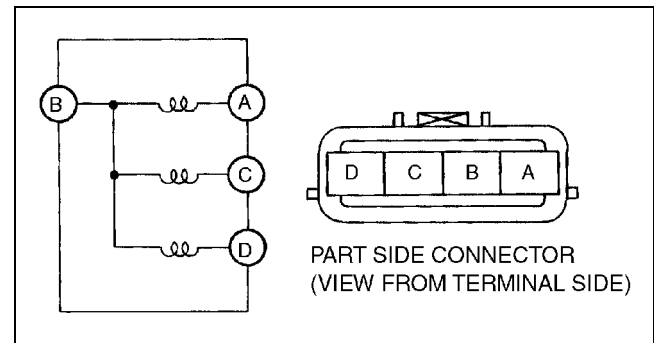 B
A
C
D
D C B A
PART SIDE CONNECTOR
(VIEW FROM TERMINAL SIDE)